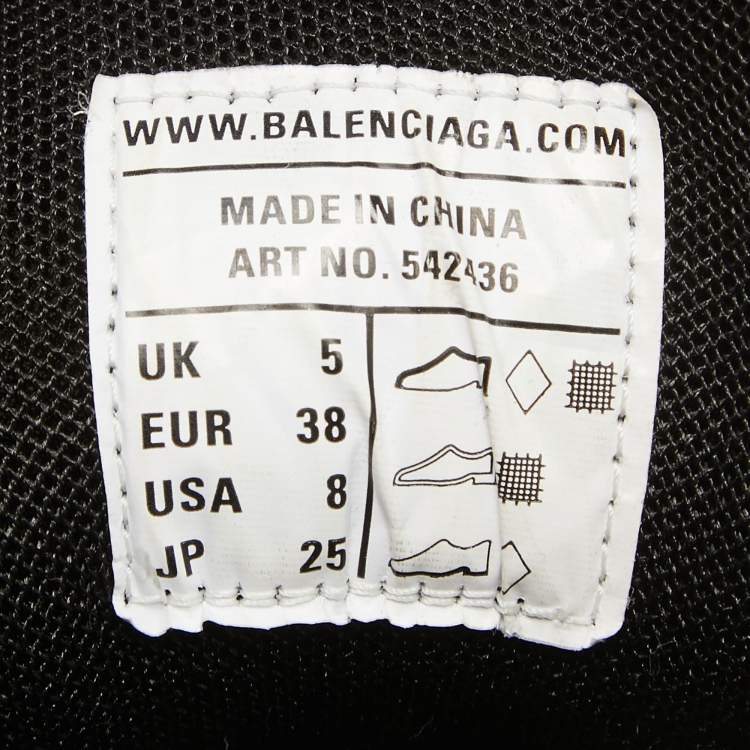 WWW.BALENCIAGA.COM
MADE IN CHINA
ART NO. 542436
UK 5
EUR 38
USA 8
JP 25